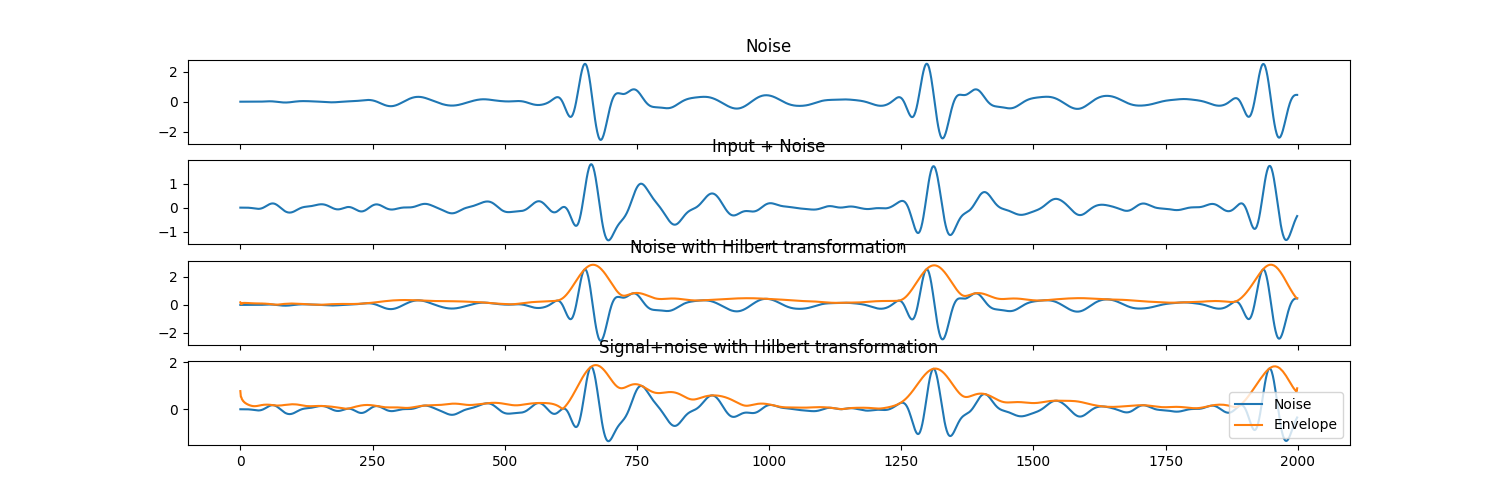 Noise
2
0
−2
Input + Noise
1
0
−1
Noise with Hilbert transformation
2
0
−2
Signal+noise with Hilbert transformation
2
0
Noise
Envelope
0 250 500 750 1000 1250 1500 1750 2000